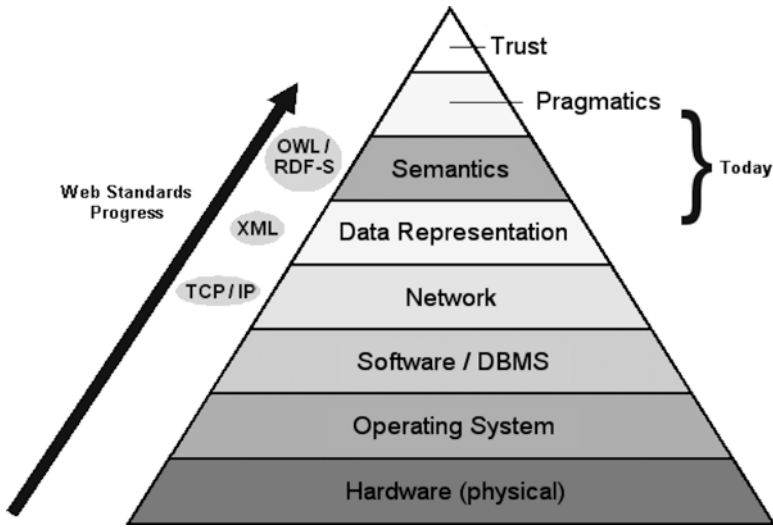 Trust
Pragmatics
OWL /
RDF-S
Semantics
Today
Web Standards
Progress
XML
Data Representation
TCP / IP
Network
Software / DBMS
Operating System
Hardware (physical)